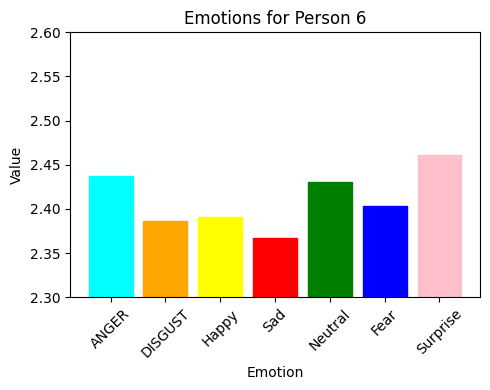 Emotions for Person 6
Value
2.60
2.55
2.50
2.45
2.40
2.35
2.30
ANGER
DISGUST
Happy
Sad
Neutral
Fear
Surprise
Emotion